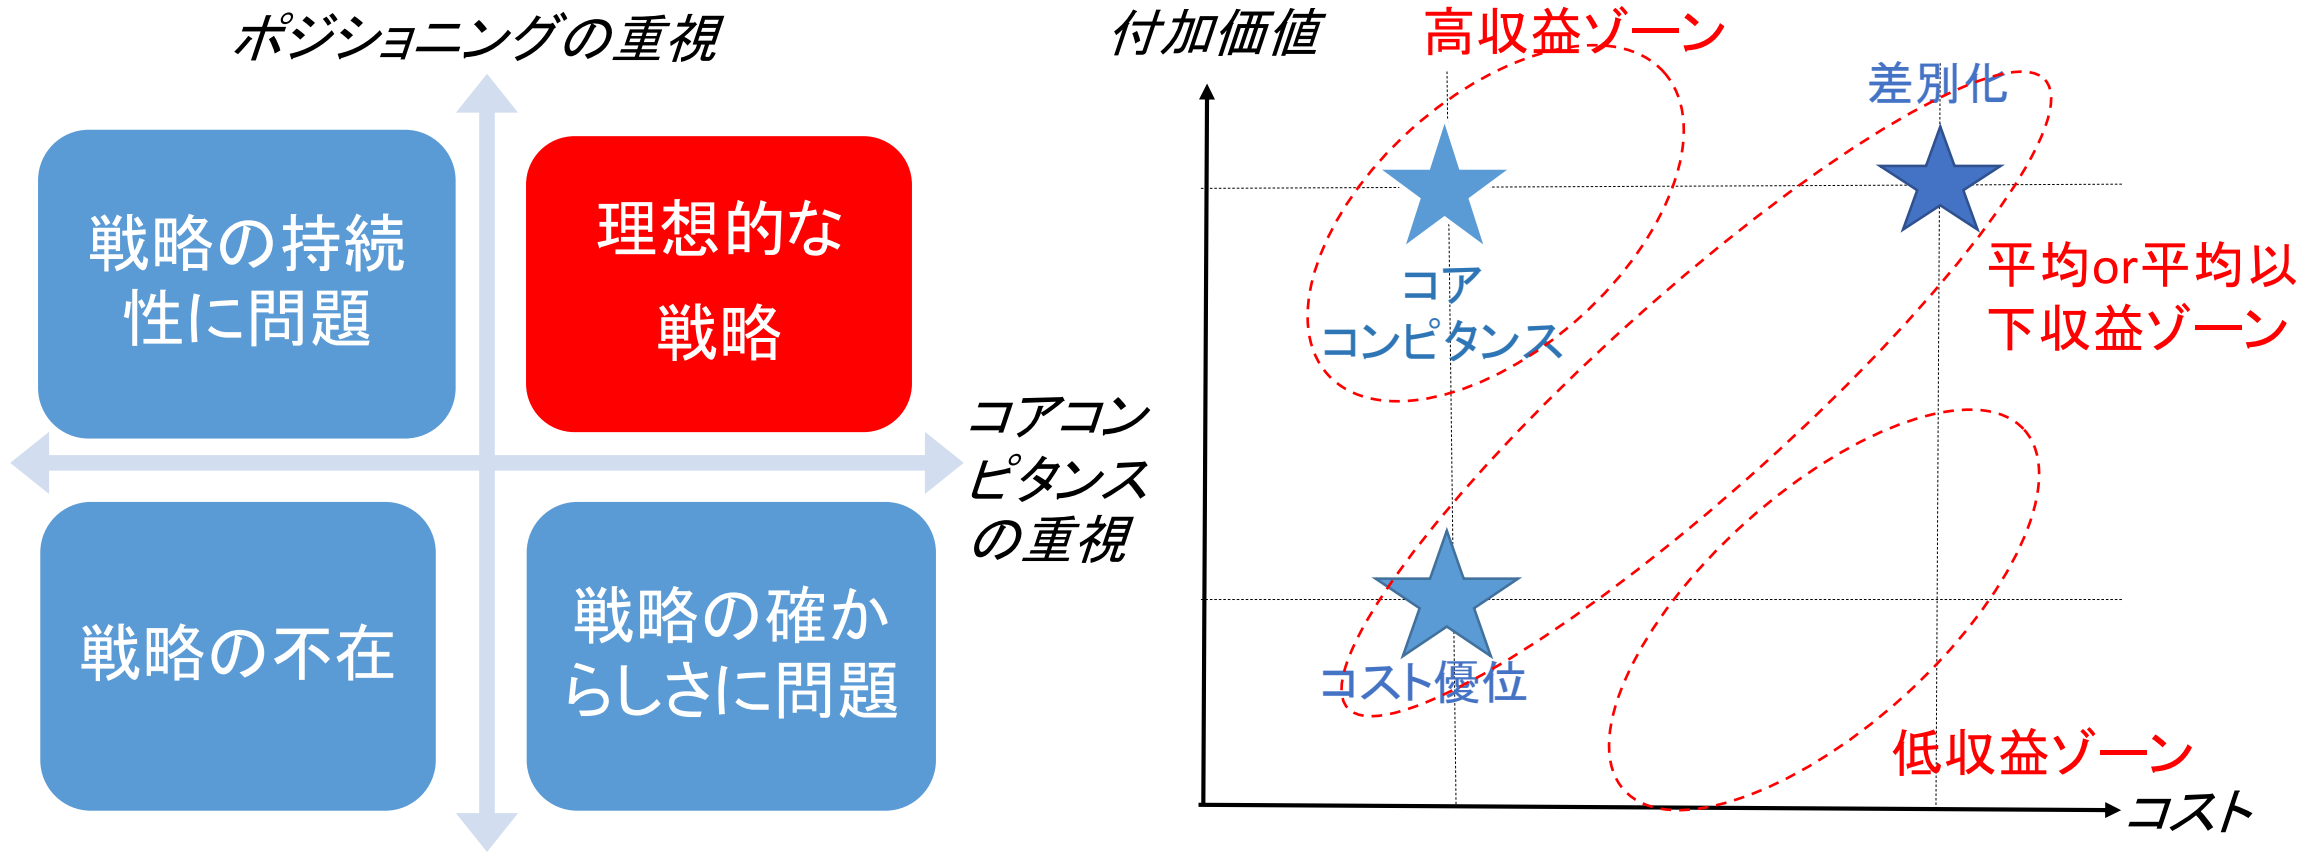 ポジショニングの重視
戦略の持続
性に問題
理想的な
戦略
コアコン
ピタンス
の重視
戦略の不在
戦略の確か
らしさに問題
付加価値
高収益ゾーン
差別化
コア
コンピタンス
平均or平均以
下収益ゾーン
コスト優位
低収益ゾーン
コスト